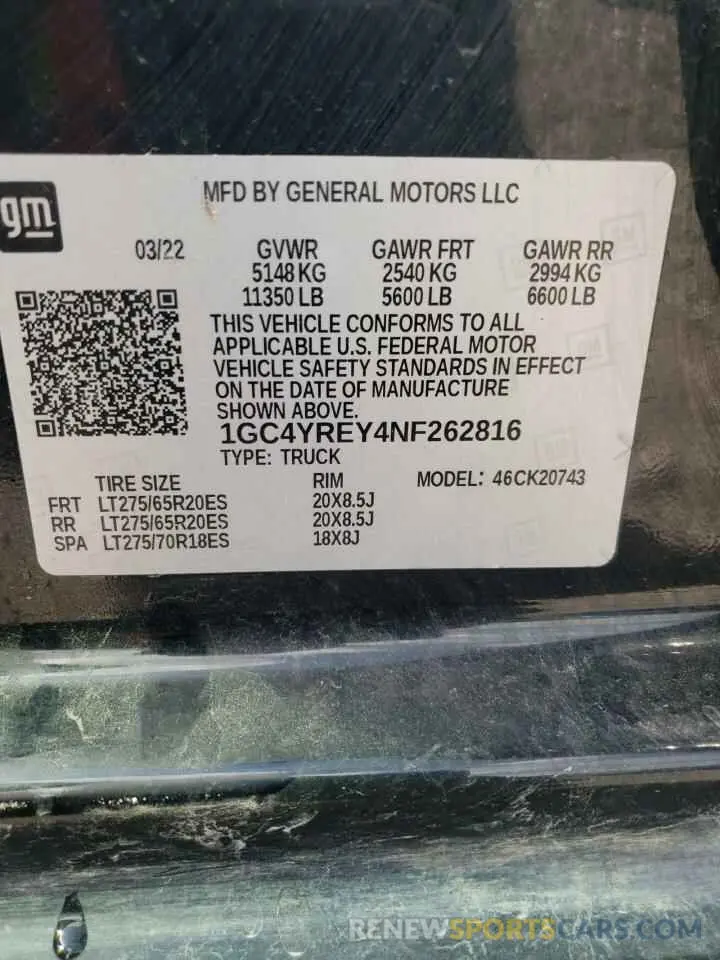 gm
MFD BY GENERAL MOTORS LLC
03/22 GVWR GAWR FRT GAWR RR
5148 KG 2540 KG 2994 KG
11350 LB 5600 LB 6600 LB
THIS VEHICLE CONFORMS TO ALL
APPLICABLE U.S. FEDERAL MOTOR
VEHICLE SAFETY STANDARDS IN EFFECT
ON THE DATE OF MANUFACTURE
SHOWN ABOVE.
1GC4YREY4NF262816
TYPE: TRUCK
TIRE SIZE RIM MODEL: 46CK20743
FRT LT275/65R20ES 20X8.5J
RR LT275/65R20ES 20X8.5J
SPA LT275/70R18ES 18X8J
RENEWSPORTSCARS.COM